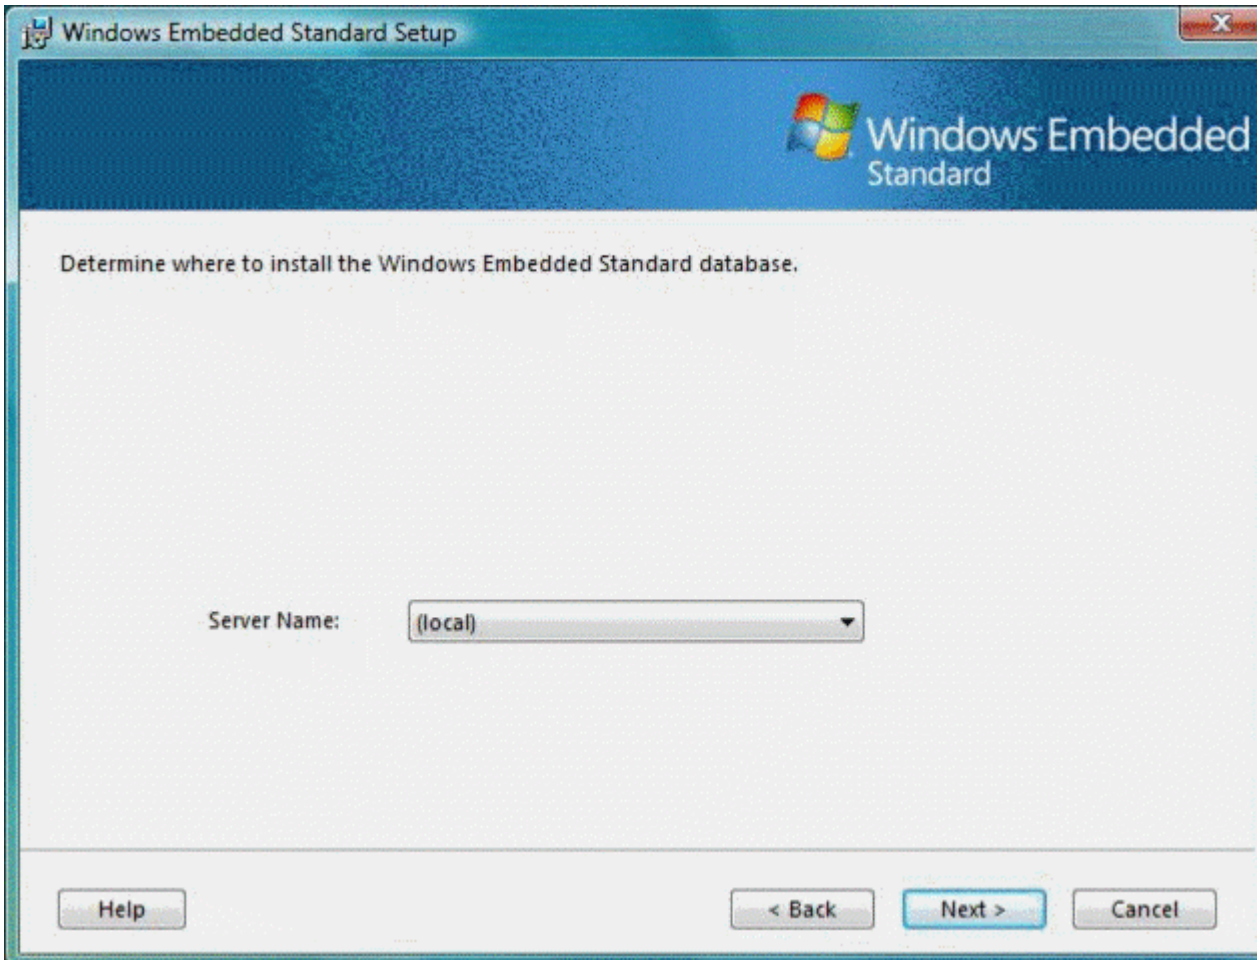 Windows Embedded Standard Setup
Windows Embedded
Standard
Determine where to install the Windows Embedded Standard database.
Server Name: (local)
Help < Back Next > Cancel